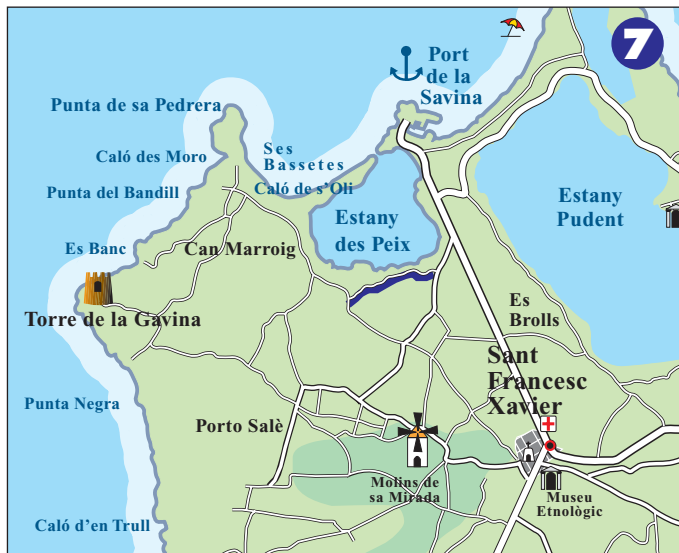 7
Port
de la
Savina
Punta de sa Pedrera
Ses
Bassetes
Caló des Moro
Caló de s'Oli
Punta del Bandill
Estany
des Peix
Estany
Pudent
Es Banc
Can Marroig
Torre de la Gavina
Es
Brolls
Sant
Francesc
Xavier
Punta Negra
Porto Salè
Molins de
sa Mirada
Museu
Etnològic
Caló d'en Trull